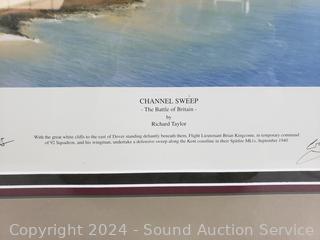 CHANNEL SWEEP
- The Battle of Britain -
by
Richard Taylor
With the great white cliffs to the east of Dover standing defiantly beneath them, Flight Lieutenant Brian Kingcome, in temporary command
of 92 Squadron, and his wingman, undertake a defensive sweep along the Kent coastline in their Spitfire Mk1s, September 1940
Copyright 2024 - Sound Auction Service